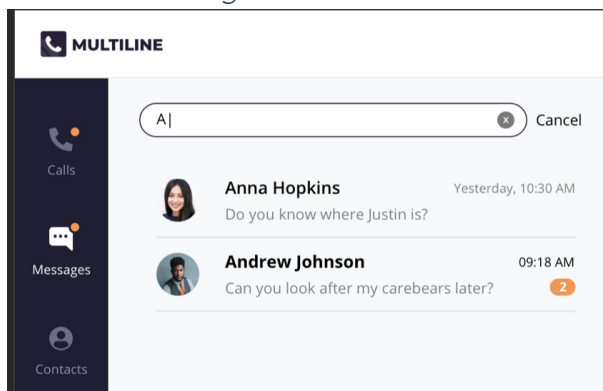 MULTILINE
A
x
Cancel
Calls
Anna Hopkins
Yesterday, 10:30 AM
Do you know where Justin is?
Messages
Andrew Johnson
09:18 AM
Can you look after my carebears later?
2
Contacts